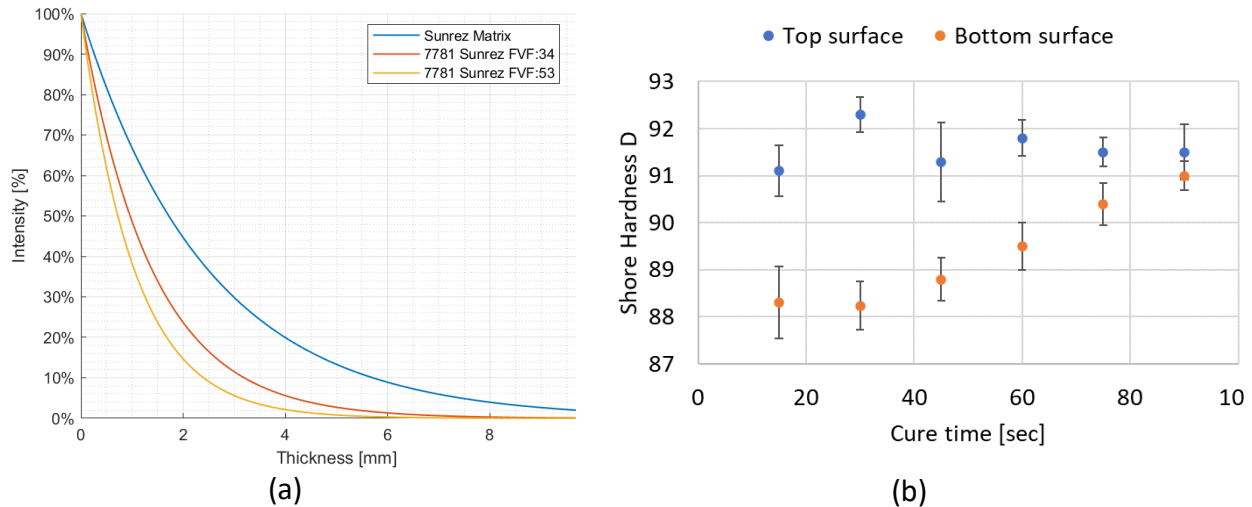 100%
90%
80%
70%
60%
50%
40%
30%
20%
10%
0%
Intensity [%]
Sunrez Matrix
7781 Sunrez FVF:34
7781 Sunrez FVF:53
0 2 4 6 8
Thickness [mm]
(a)
Top surface Bottom surface
93
92
91
90
89
88
87
Shore Hardness D
0 20 40 60 80 10
Cure time [sec]
(b)